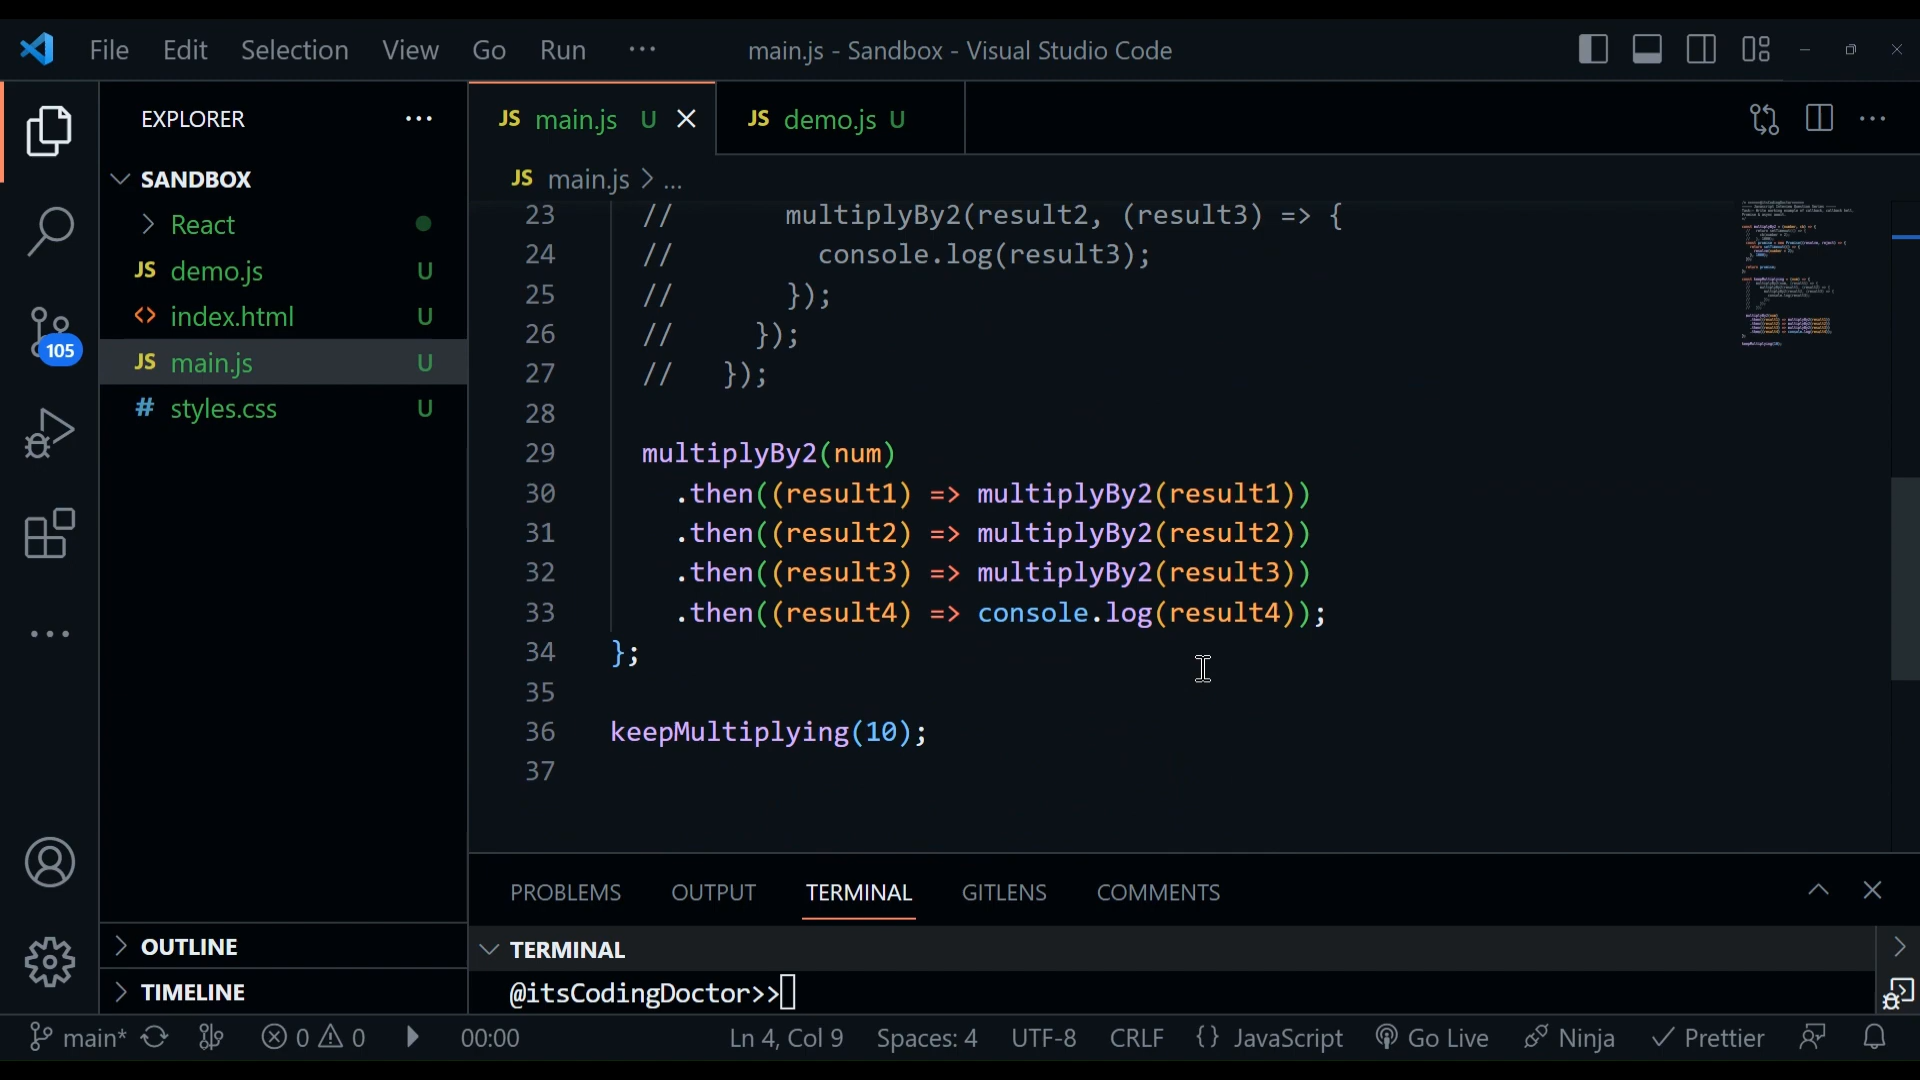 File Edit Selection View Go Run ··· main.js - Sandbox - Visual Studio Code
EXPLORER ···
SANDBOX
React
JS demo.js U
<> index.html U
JS main.js U
# styles.css U
105
OUTLINE
TIMELINE
JS main.js U
JS demo.js U
JS main.js > ...
23 // multiplyBy2(result2, (result3) => {
24 // console.log(result3);
25 // });
26 // });
27 // });
28
29 multiplyBy2(num)
30 .then((result1) => multiplyBy2(result1))
31 .then((result2) => multiplyBy2(result2))
32 .then((result3) => multiplyBy2(result3))
33 .then((result4) => console.log(result4));
34 };
35
36 keepMultiplying(10);
37
PROBLEMS OUTPUT TERMINAL GITLENS COMMENTS
TERMINAL
@itsCodingDoctor>>
main* 0 0 00:00 Ln 4, Col 9 Spaces: 4 UTF-8 CRLF {} JavaScript Go Live Ninja Prettier